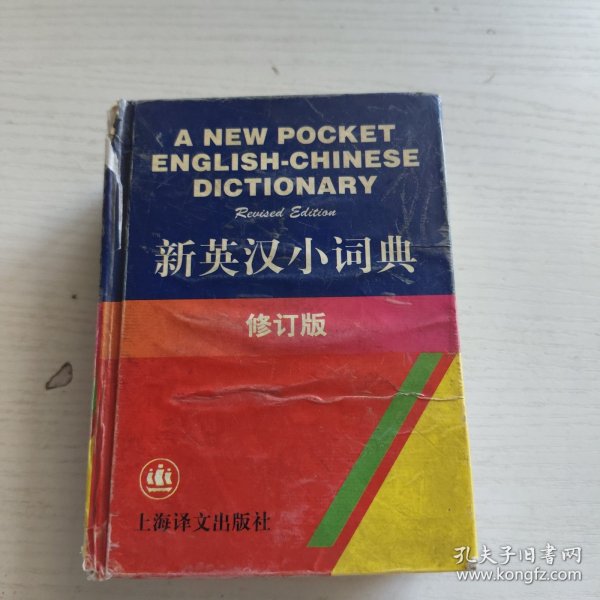 A NEW POCKET
ENGLISH-CHINESE
DICTIONARY
Revised Edition
新英汉小词典
修订版
上海译文出版社
孔夫子旧书网
www.kongfz.com